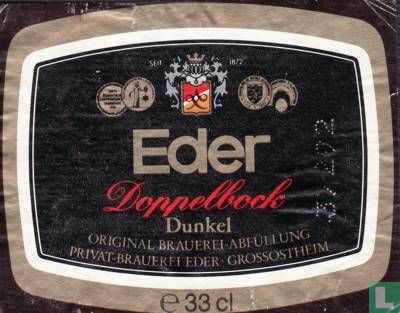 SEIT 1872
Eder
Doppelbock
Dunkel
ORIGINAL BRAUEREI-ABFÜLLUNG
PRIVAT-BRAUEREI EDER · GROSSOSTHEIM
e 33 cl
L